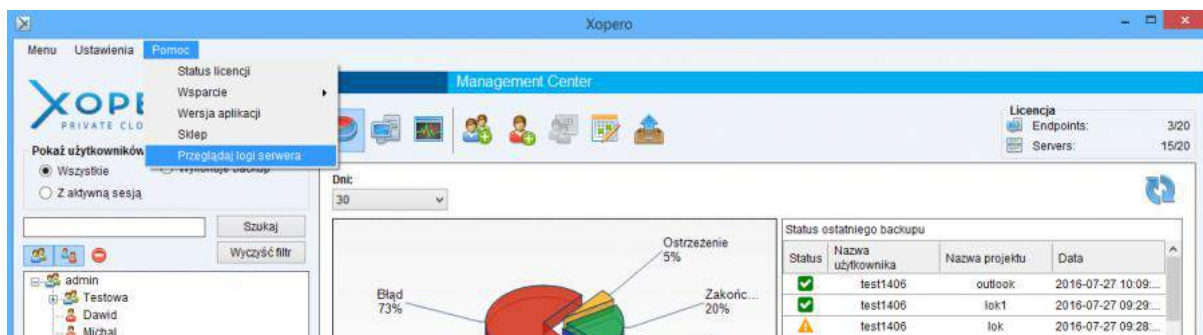 Xopero
Menu Ustawienia Pomoc
Status licencji
Wsparcie
Wersja aplikacji
Sklep
Przeglądaj logi serwera
Management Center
PRIVATE
Licencja
Endpoints: 3/20
Servers: 15/20
Pokaż użytkowników
Wszystkie
Z aktywną sesją
Szukaj
Wyczyść filtr
admin
Testowa
Dawid
Michal
Dni:
30
Ostrzeżenie
5%
Błąd
73%
Zakońc...
20%
Status ostatniego backupu
Status Nazwa użytkownika Nazwa projektu Data
test1406 outlook 2016-07-27 10:09:...
test1406 lok1 2016-07-27 09:29:...
test1406 lok 2016-07-27 09:28:...